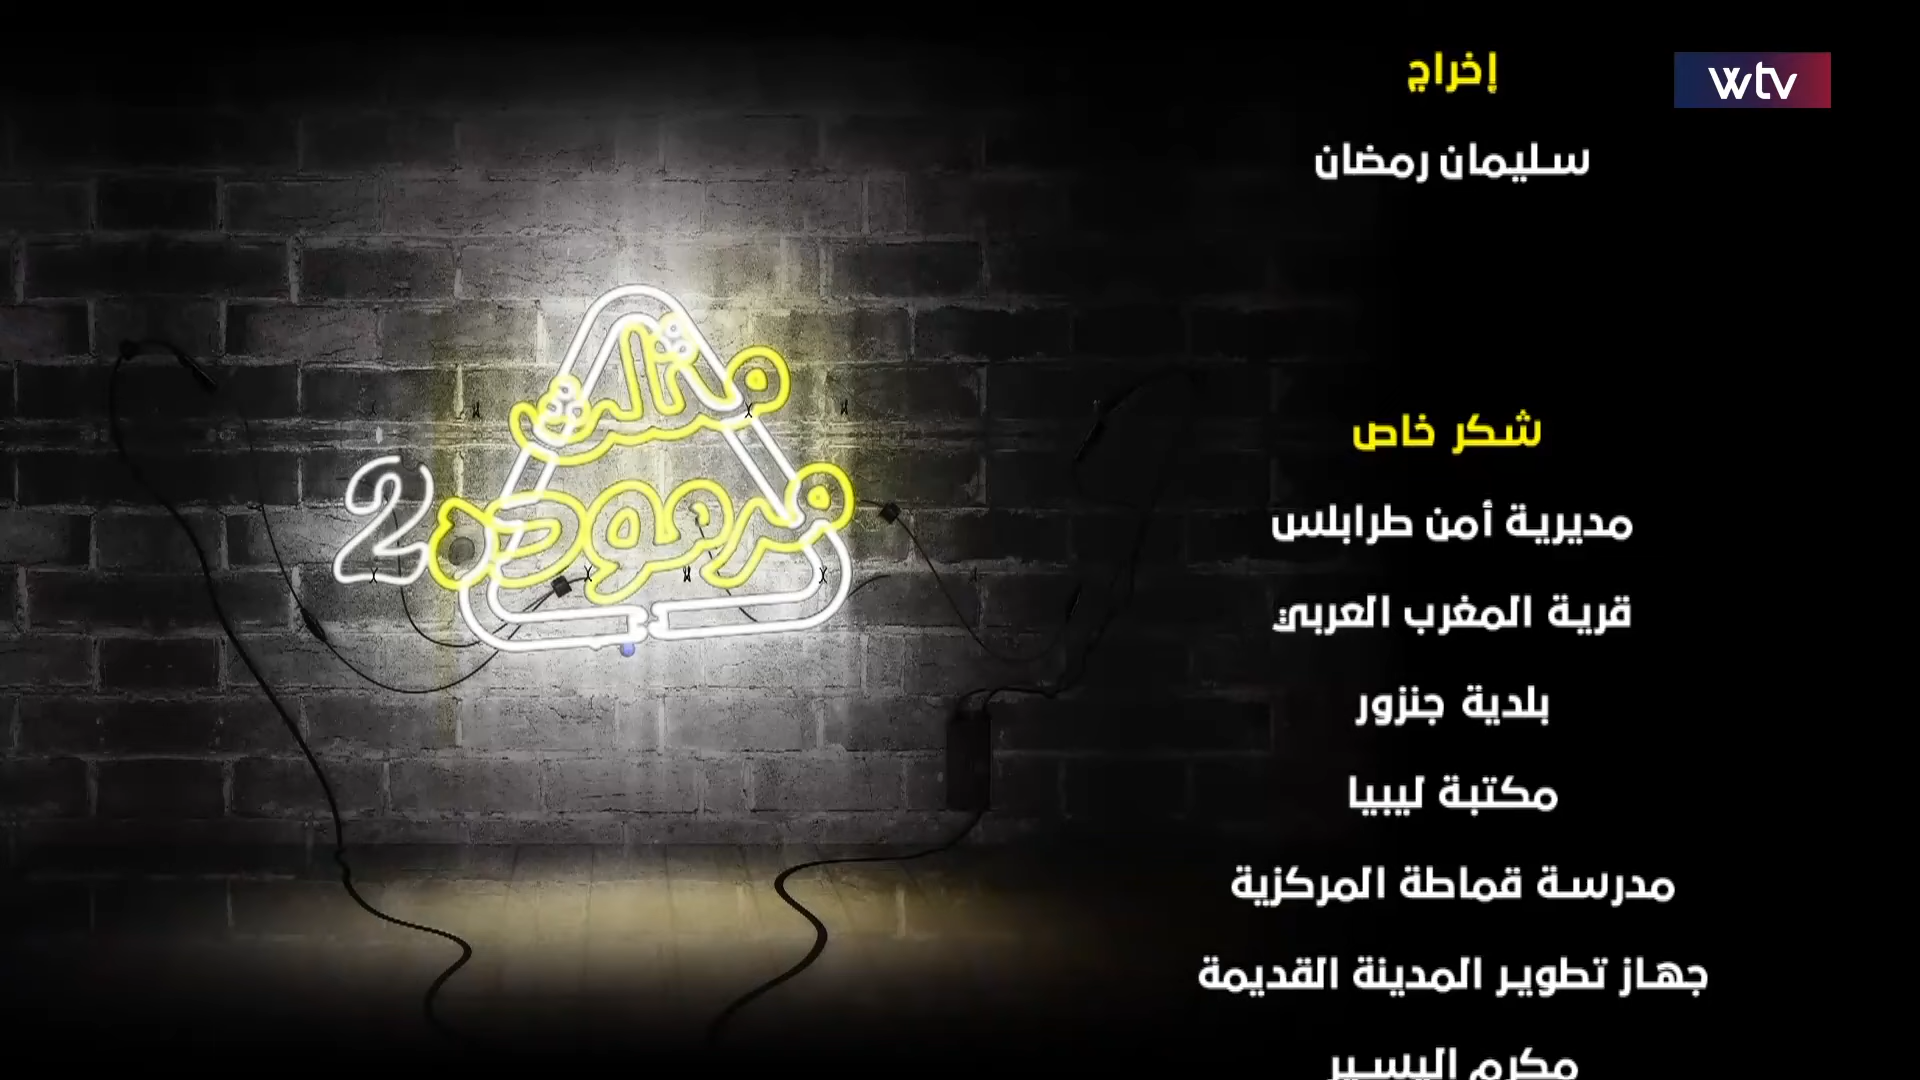 wtv
إخراج
سليمان رمضان
مثلث
مرهوده 2
شكر خاص
مديرية أمن طرابلس
قرية المغرب العربي
بلدية جنزور
مكتبة ليبيا
مدرسة قماطة المركزية
جهاز تطوير المدينة القديمة
مكرم اليسير